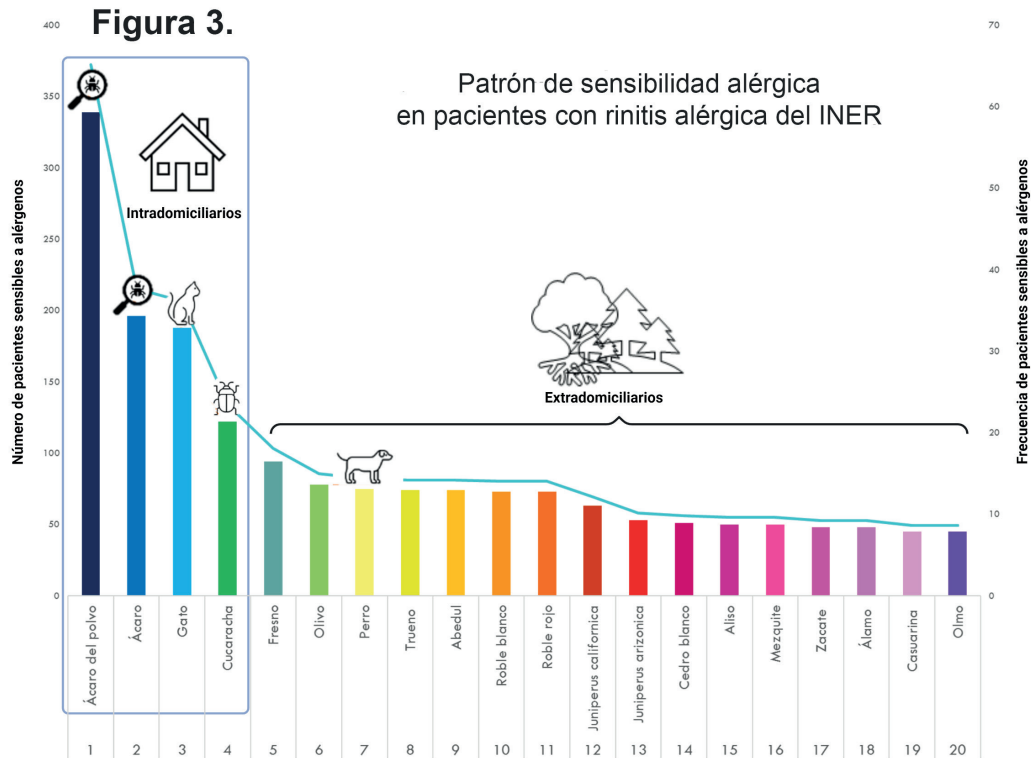 Figura 3.
Patrón de sensibilidad alérgica
en pacientes con rinitis alérgica del INER
Número de pacientes sensibles a alérgenos
400
350
300
250
200
150
100
50
0
Frecuencia de pacientes sensibles a alérgenos
70
60
50
40
30
20
10
0
Intradomiciliarios
Extradomiciliarios
Ácaro del polvo
Ácaro
Gato
Cucaracha
Fresno
Olivo
Perro
Trueno
Abedul
Roble blanco
Roble rojo
Juniperus californica
Juniperus arizonica
Cedro blanco
Aliso
Mezquite
Zacate
Álamo
Casuarina
Olmo
1 2 3 4 5 6 7 8 9 10 11 12 13 14 15 16 17 18 19 20